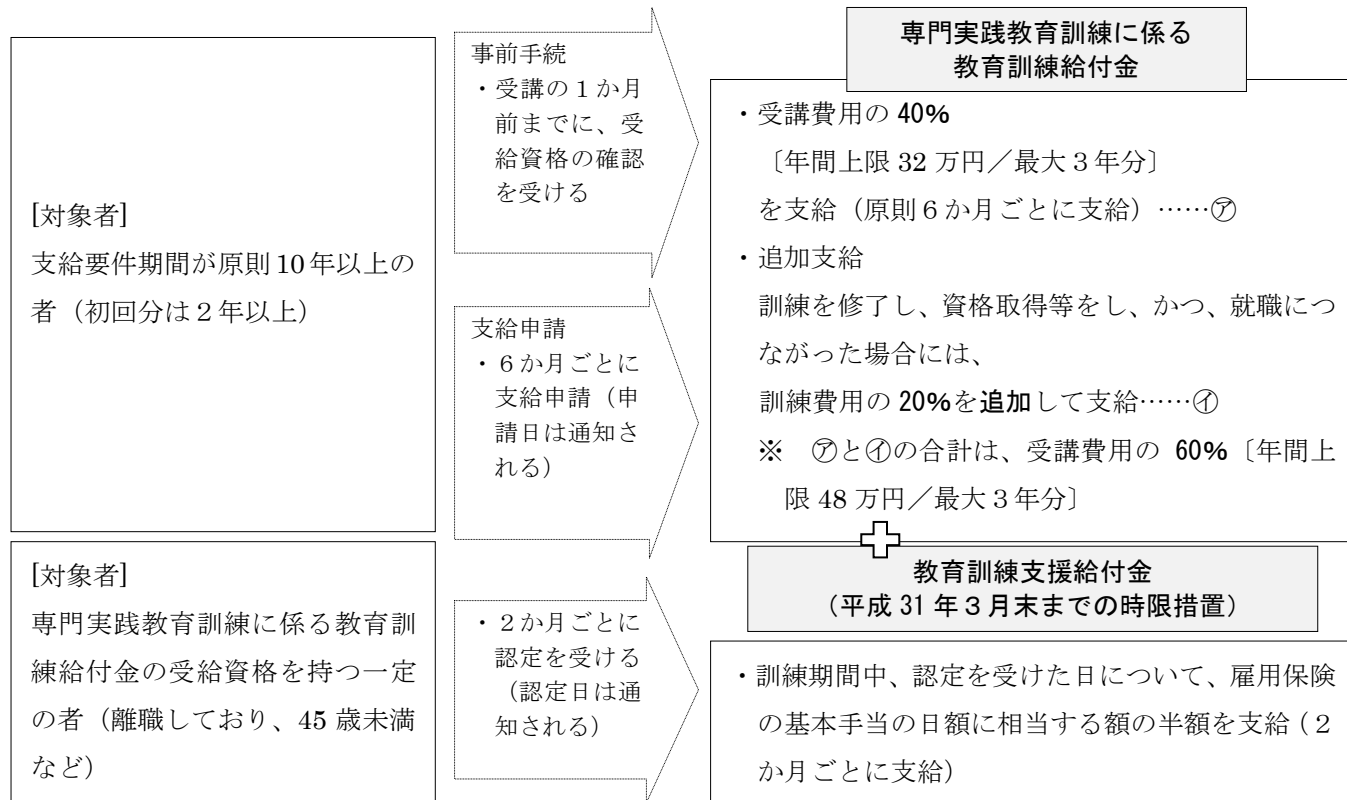 [対象者]
支給要件期間が原則 10 年以上の
者（初回分は２年以上）
事前手続
・受講の１か月
前までに、受
給資格の確認
を受ける
支給申請
・６か月ごとに
支給申請（申
請日は通知さ
れる）
専門実践教育訓練に係る
教育訓練給付金
・受講費用の 40%
〔年間上限 32 万円／最大３年分〕
を支給（原則６か月ごとに支給）……㋐
・追加支給
訓練を修了し、資格取得等をし、かつ、就職につ
ながった場合には、
訓練費用の 20%を追加して支給……㋑
※　㋐と㋑の合計は、受講費用の 60%〔年間上
限 48 万円／最大３年分〕
[対象者]
専門実践教育訓練に係る教育訓
練給付金の受給資格を持つ一定
の者（離職しており、45 歳未満
など）
・２か月ごとに
認定を受ける
（認定日は通
知される）
教育訓練支援給付金
（平成 31 年３月末までの時限措置）
・訓練期間中、認定を受けた日について、雇用保険
の基本手当の日額に相当する額の半額を支給（２
か月ごとに支給）